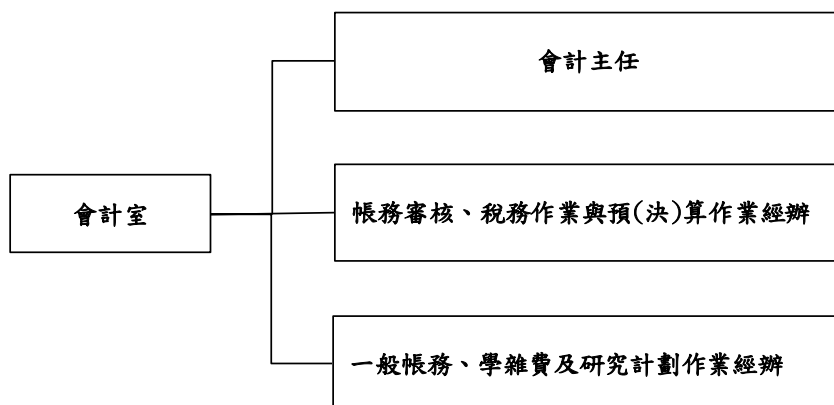 會計主任
會計室
帳務審核、稅務作業與預(決)算作業經辦
一般帳務、學雜費及研究計劃作業經辦